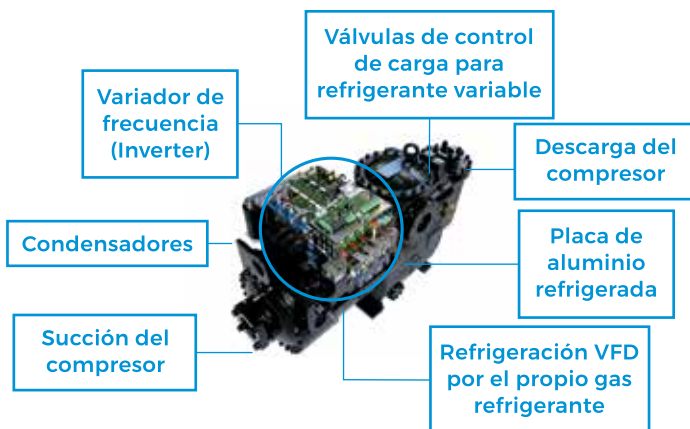 Válvulas de control
de carga para
refrigerante variable
Variador de
frecuencia
(Inverter)
Descarga del
compresor
Condensadores
Placa de
aluminio
refrigerada
Succión del
compresor
Refrigeración VFD
por el propio gas
refrigerante